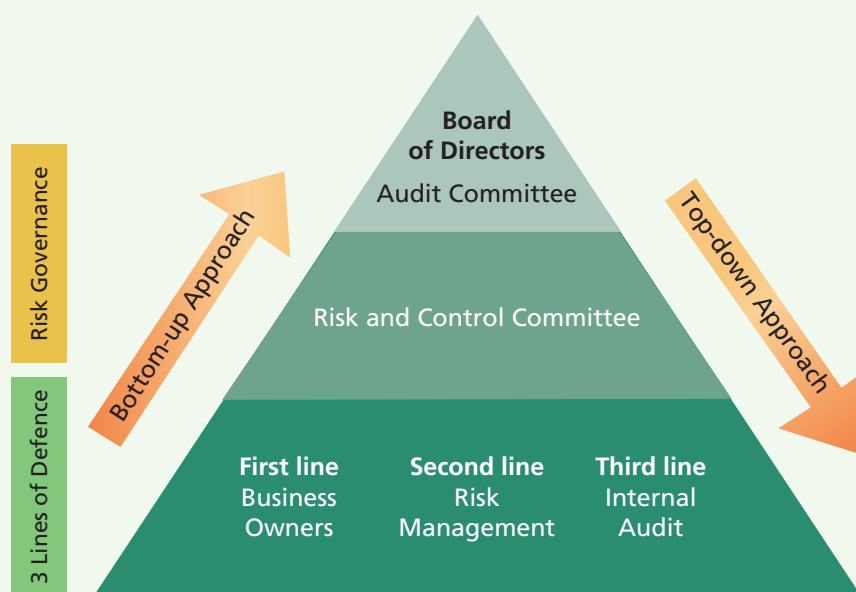 Risk Governance
3 Lines of Defence
Bottom-up Approach
Board
of Directors
Audit Committee
Risk and Control Committee
First line
Business
Owners
Second line
Risk
Management
Third line
Internal
Audit
Top-down Approach